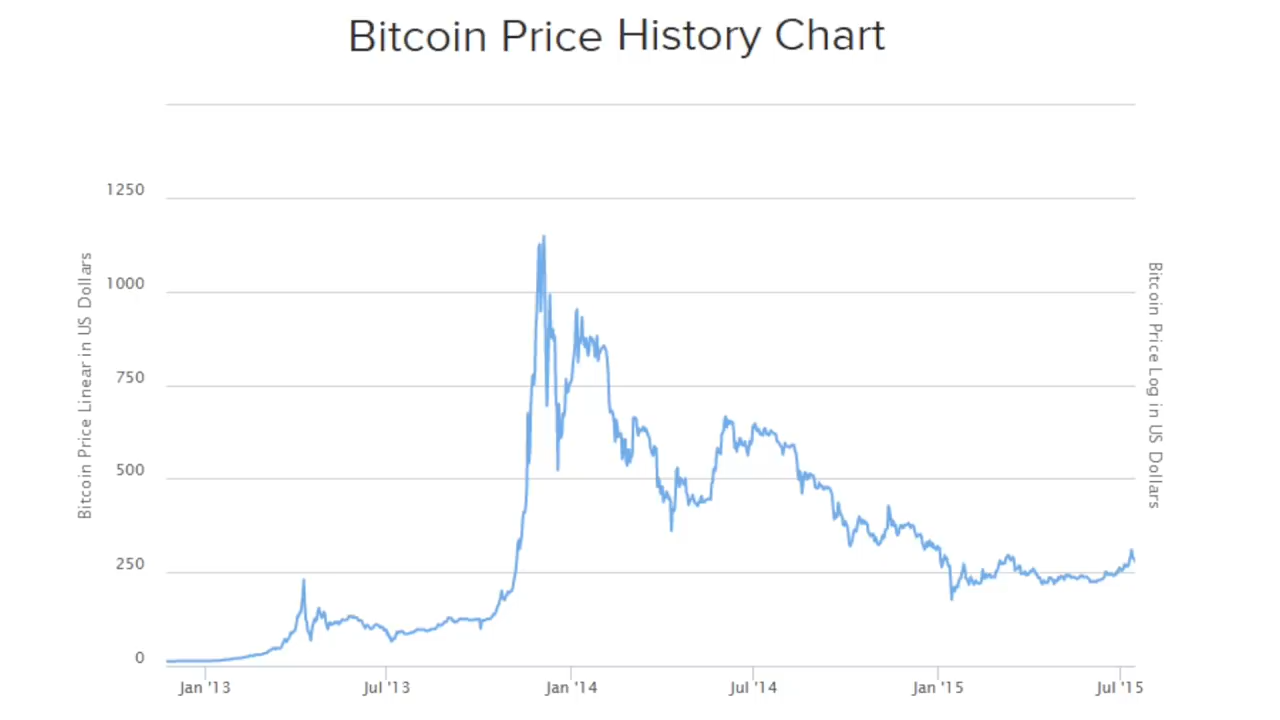 Bitcoin Price History Chart
Bitcoin Price Linear in US Dollars
1250
1000
750
500
250
0
Jan '13
Jul '13
Jan '14
Jul '14
Jan '15
Jul '15
Bitcoin Price Log in US Dollars